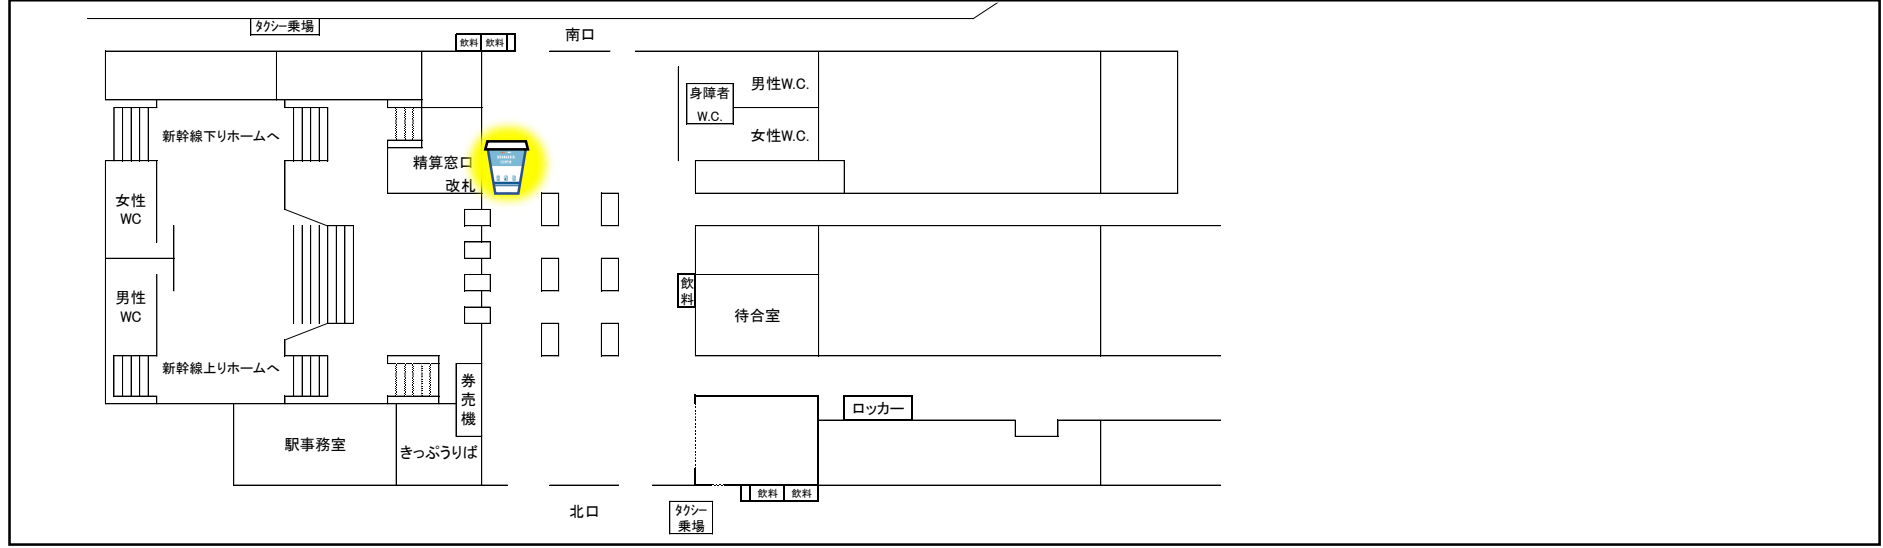 タクシー乗場
飲料
飲料
南口
男性W.C.
身障者
W.C.
女性W.C.
新幹線下りホームへ
精算窓口
改札
女性
WC
男性
WC
飲料
待合室
新幹線上りホームへ
券売機
ロッカー
駅事務室
きっぷうりば
飲料
飲料
北口
タクシー
乗場